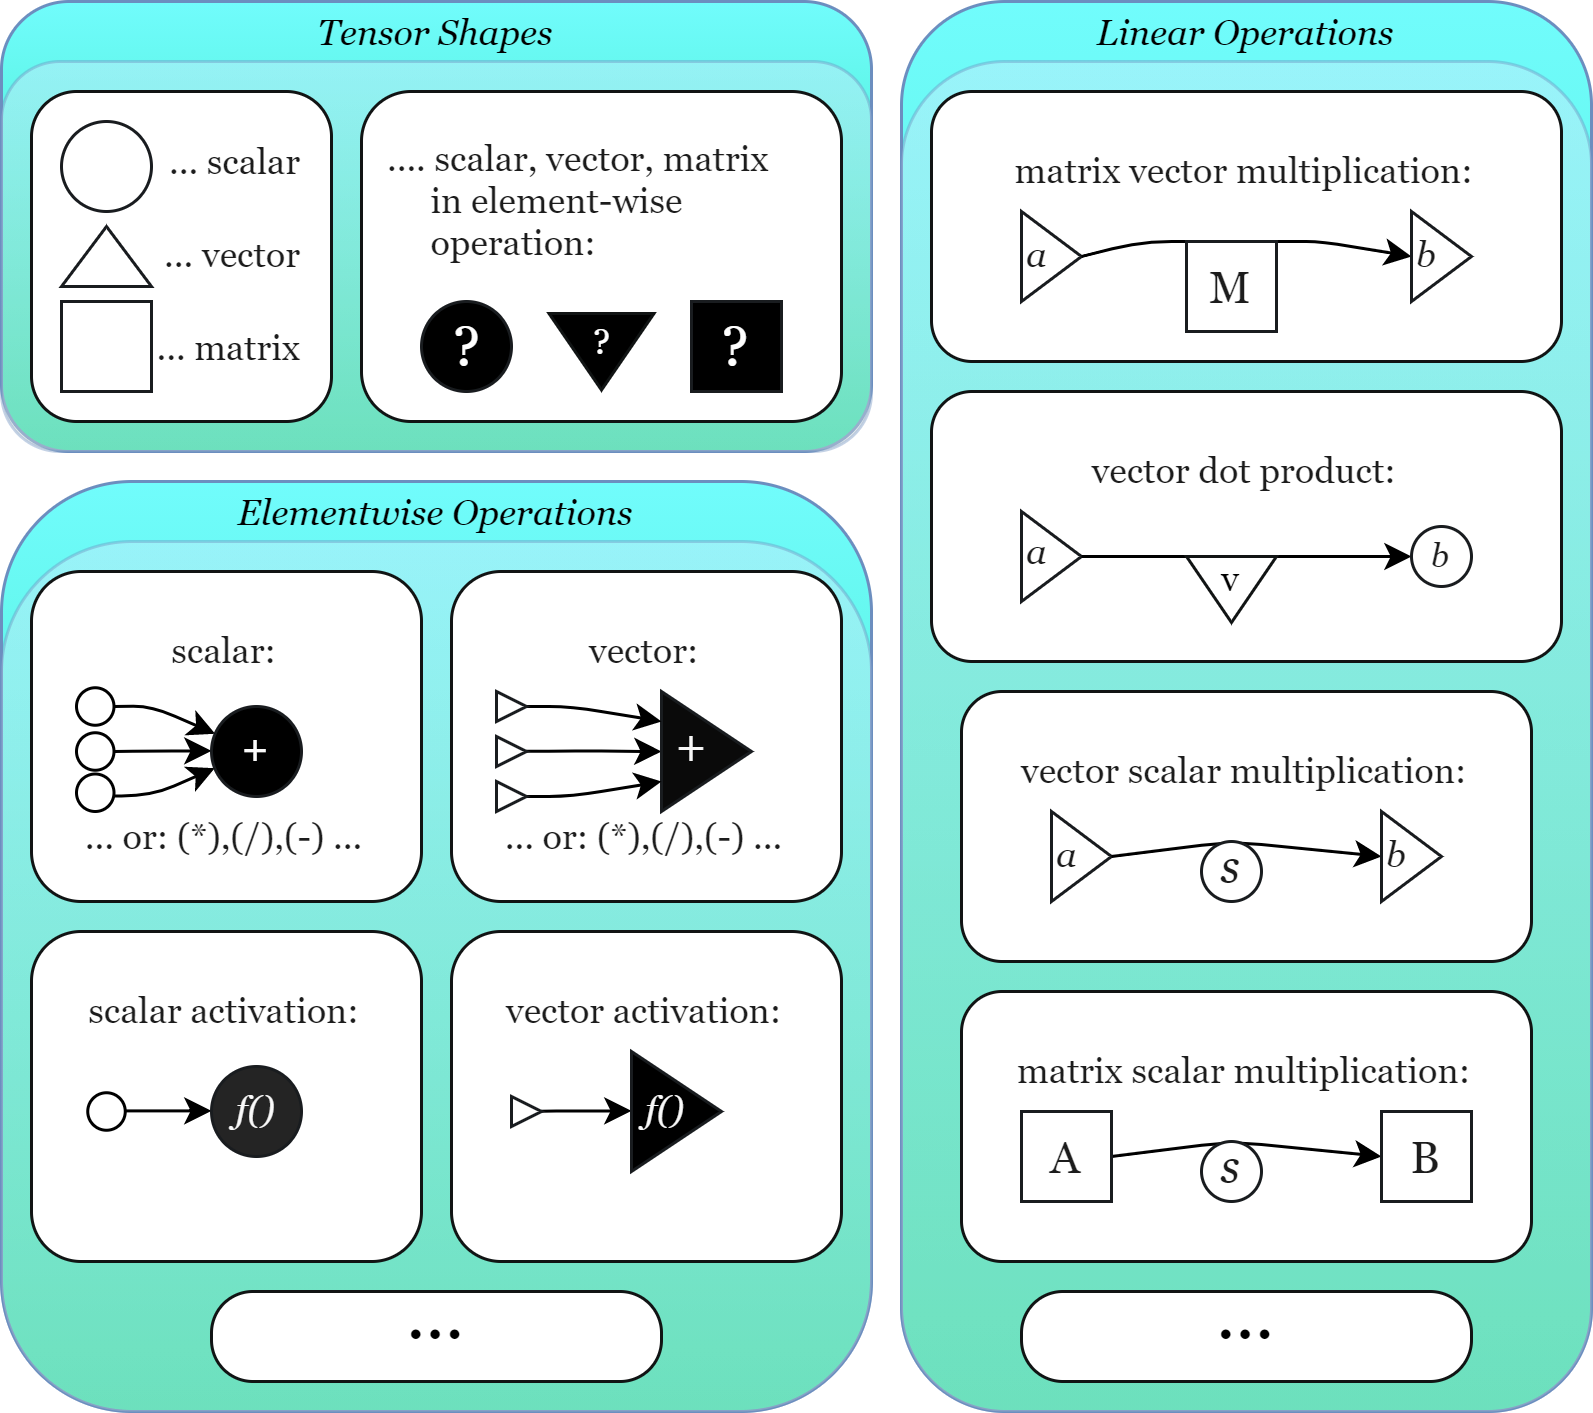 Tensor Shapes
... scalar
... vector
... matrix
.... scalar, vector, matrix
in element-wise
operation:
? ? ?
Elementwise Operations
scalar:
+
... or: (*),(/),(-) ...
vector:
+
... or: (*),(/),(-) ...
scalar activation:
f()
vector activation:
f()
...
Linear Operations
matrix vector multiplication:
a M b
vector dot product:
a v b
vector scalar multiplication:
a s b
matrix scalar multiplication:
A s B
...